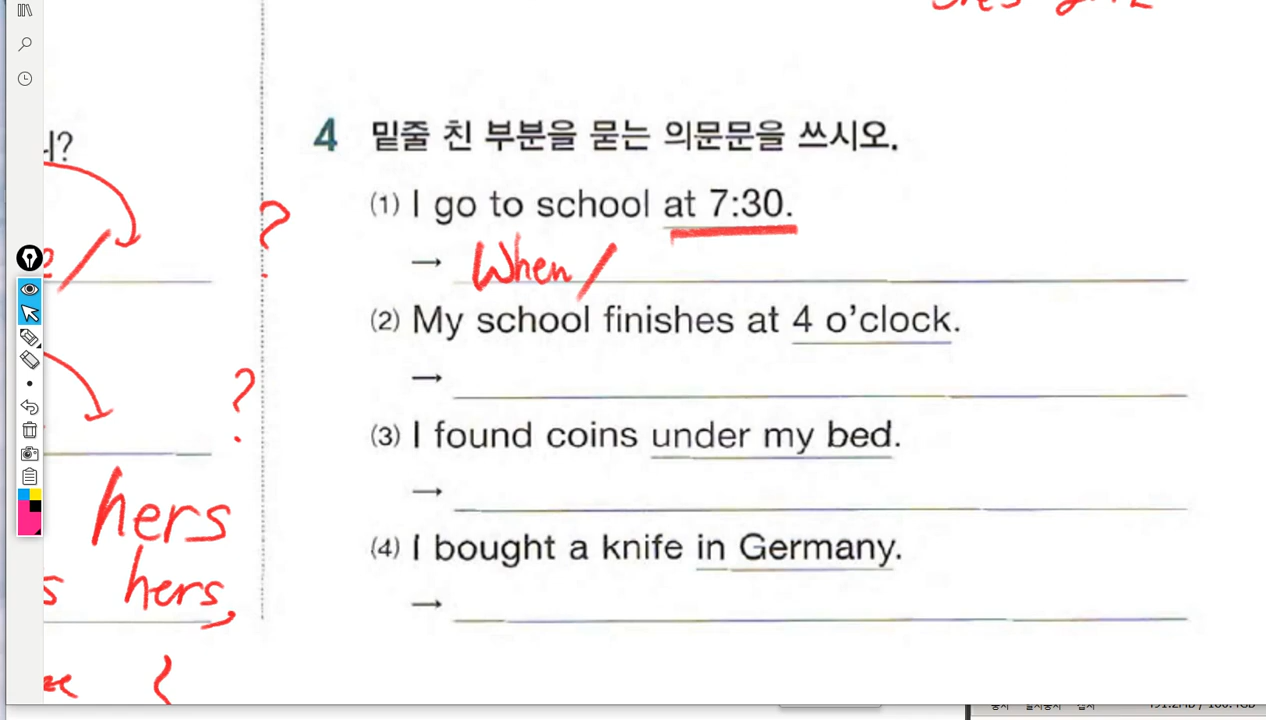 4 밑줄 친 부분을 묻는 의문문을 쓰시오.
?
(1) I go to school at 7:30.
→ When /
(2) My school finishes at 4 o'clock.
→
?
(3) I found coins under my bed.
→
hers
(4) I bought a knife in Germany.
hers,
→